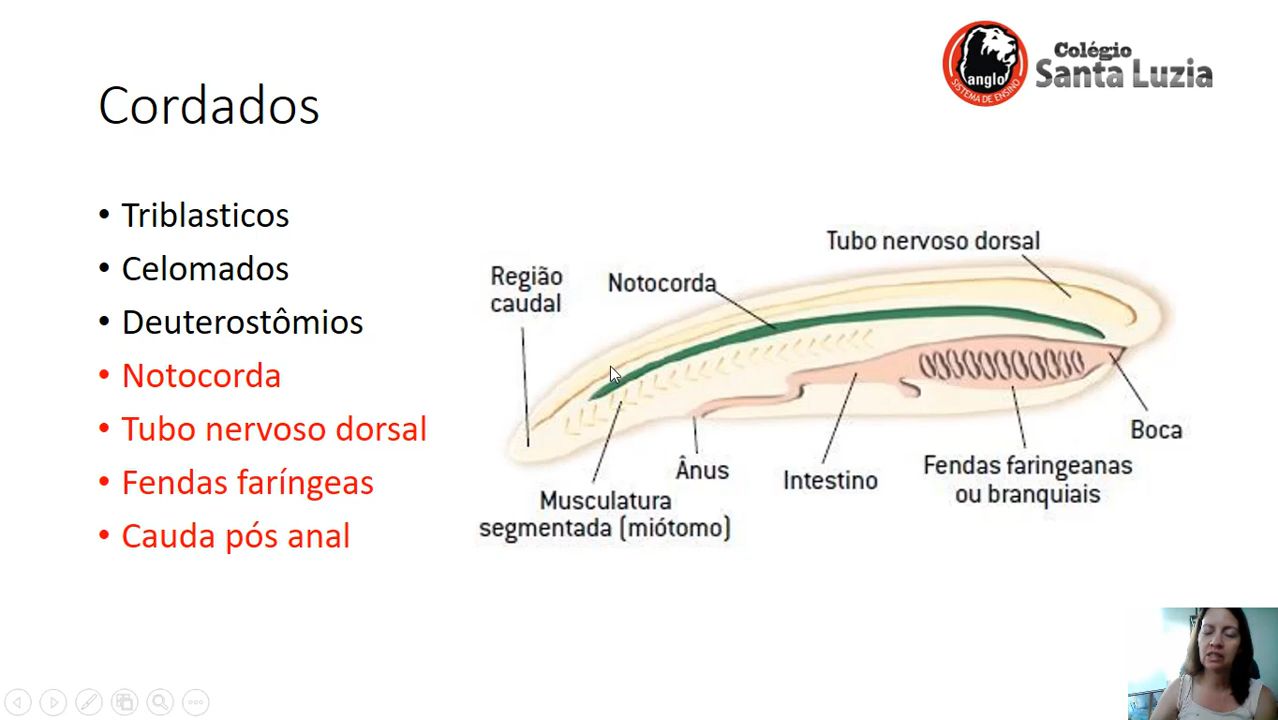 Colégio
Santa Luzia
anglo
SISTEMA DE ENSINO
Cordados
• Triblasticos
• Celomados
• Deuterostômios
• Notocorda
• Tubo nervoso dorsal
• Fendas faríngeas
• Cauda pós anal
Tubo nervoso dorsal
Região
caudal
Notocorda
Boca
Ânus
Intestino
Fendas faringeanas
ou branquiais
Musculatura
segmentada (miótomo)